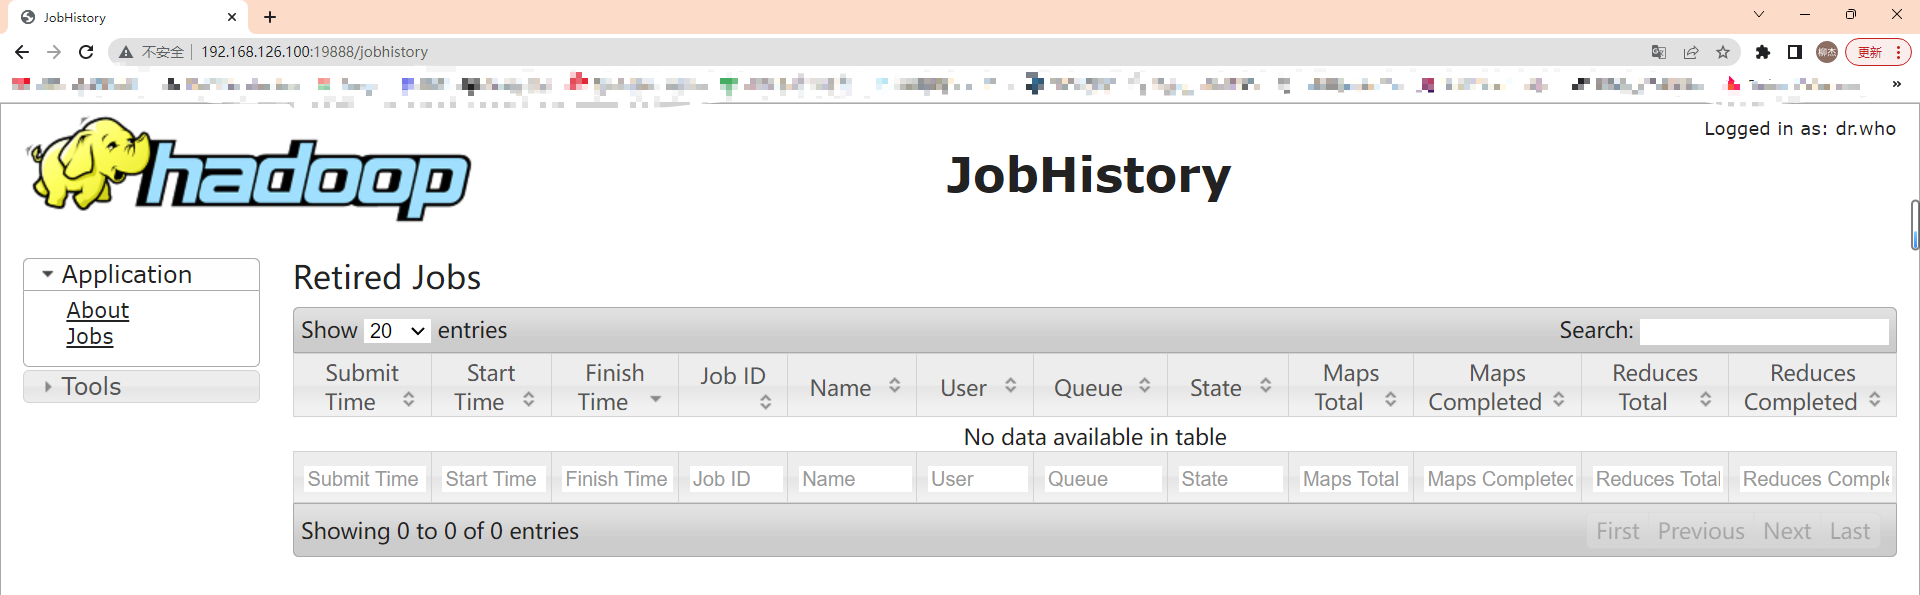 JobHistory
不安全 192.168.126.100:19888/jobhistory
柳杰
更新
hadoop
JobHistory
Logged in as: dr.who
Application
About
Jobs
Tools
Retired Jobs
Show 20 entries
Search:
Submit Time Start Time Finish Time Job ID Name User Queue State Maps Total Maps Completed Reduces Total Reduces Completed
No data available in table
Submit Time Start Time Finish Time Job ID Name User Queue State Maps Total Maps Completed Reduces Total Reduces Comple
Showing 0 to 0 of 0 entries
First Previous Next Last